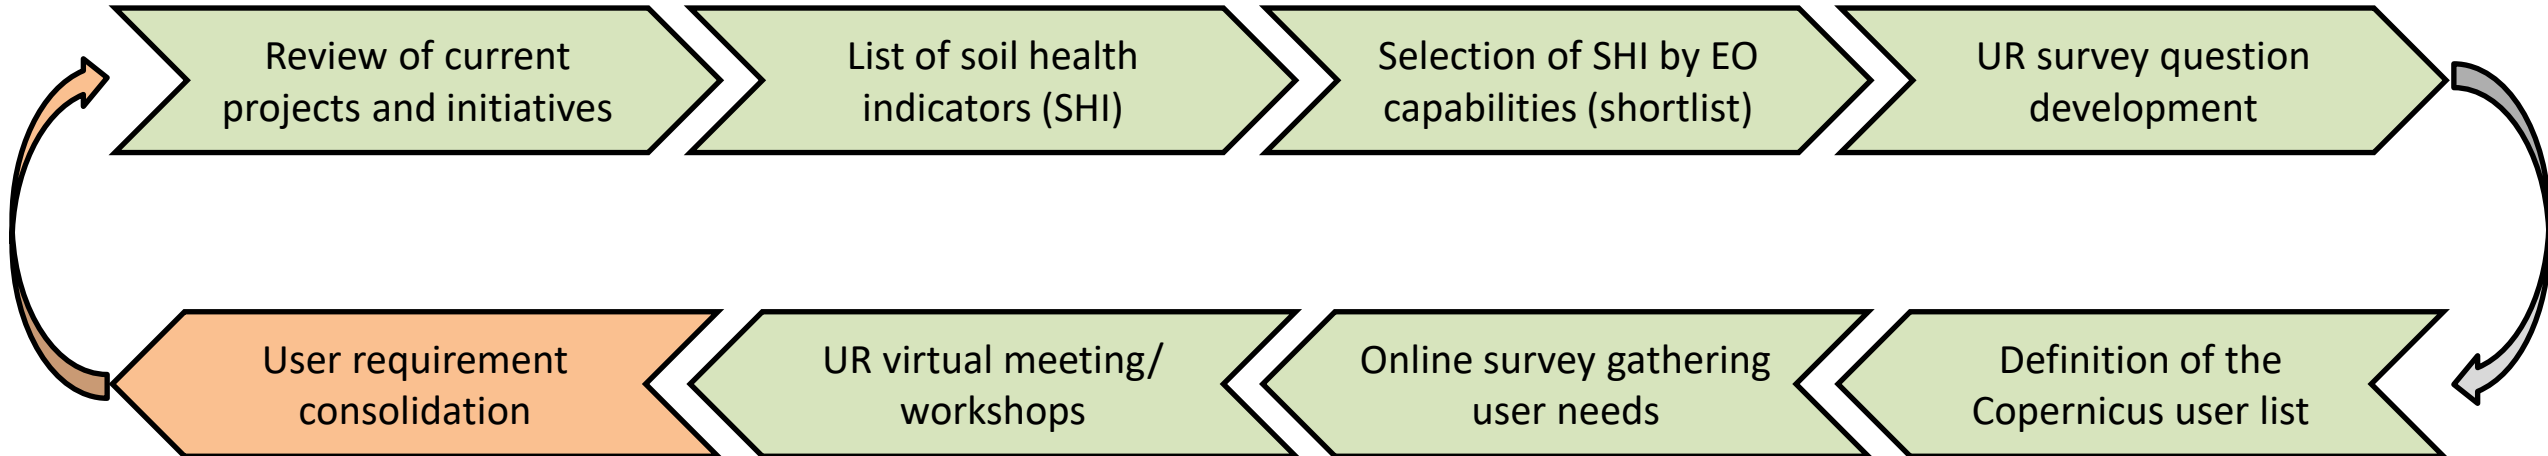 Review of current
projects and initiatives
List of soil health
indicators (SHI)
Selection of SHI by EO
capabilities (shortlist)
UR survey question
development
User requirement
consolidation
UR virtual meeting/
workshops
Online survey gathering
user needs
Definition of the
Copernicus user list